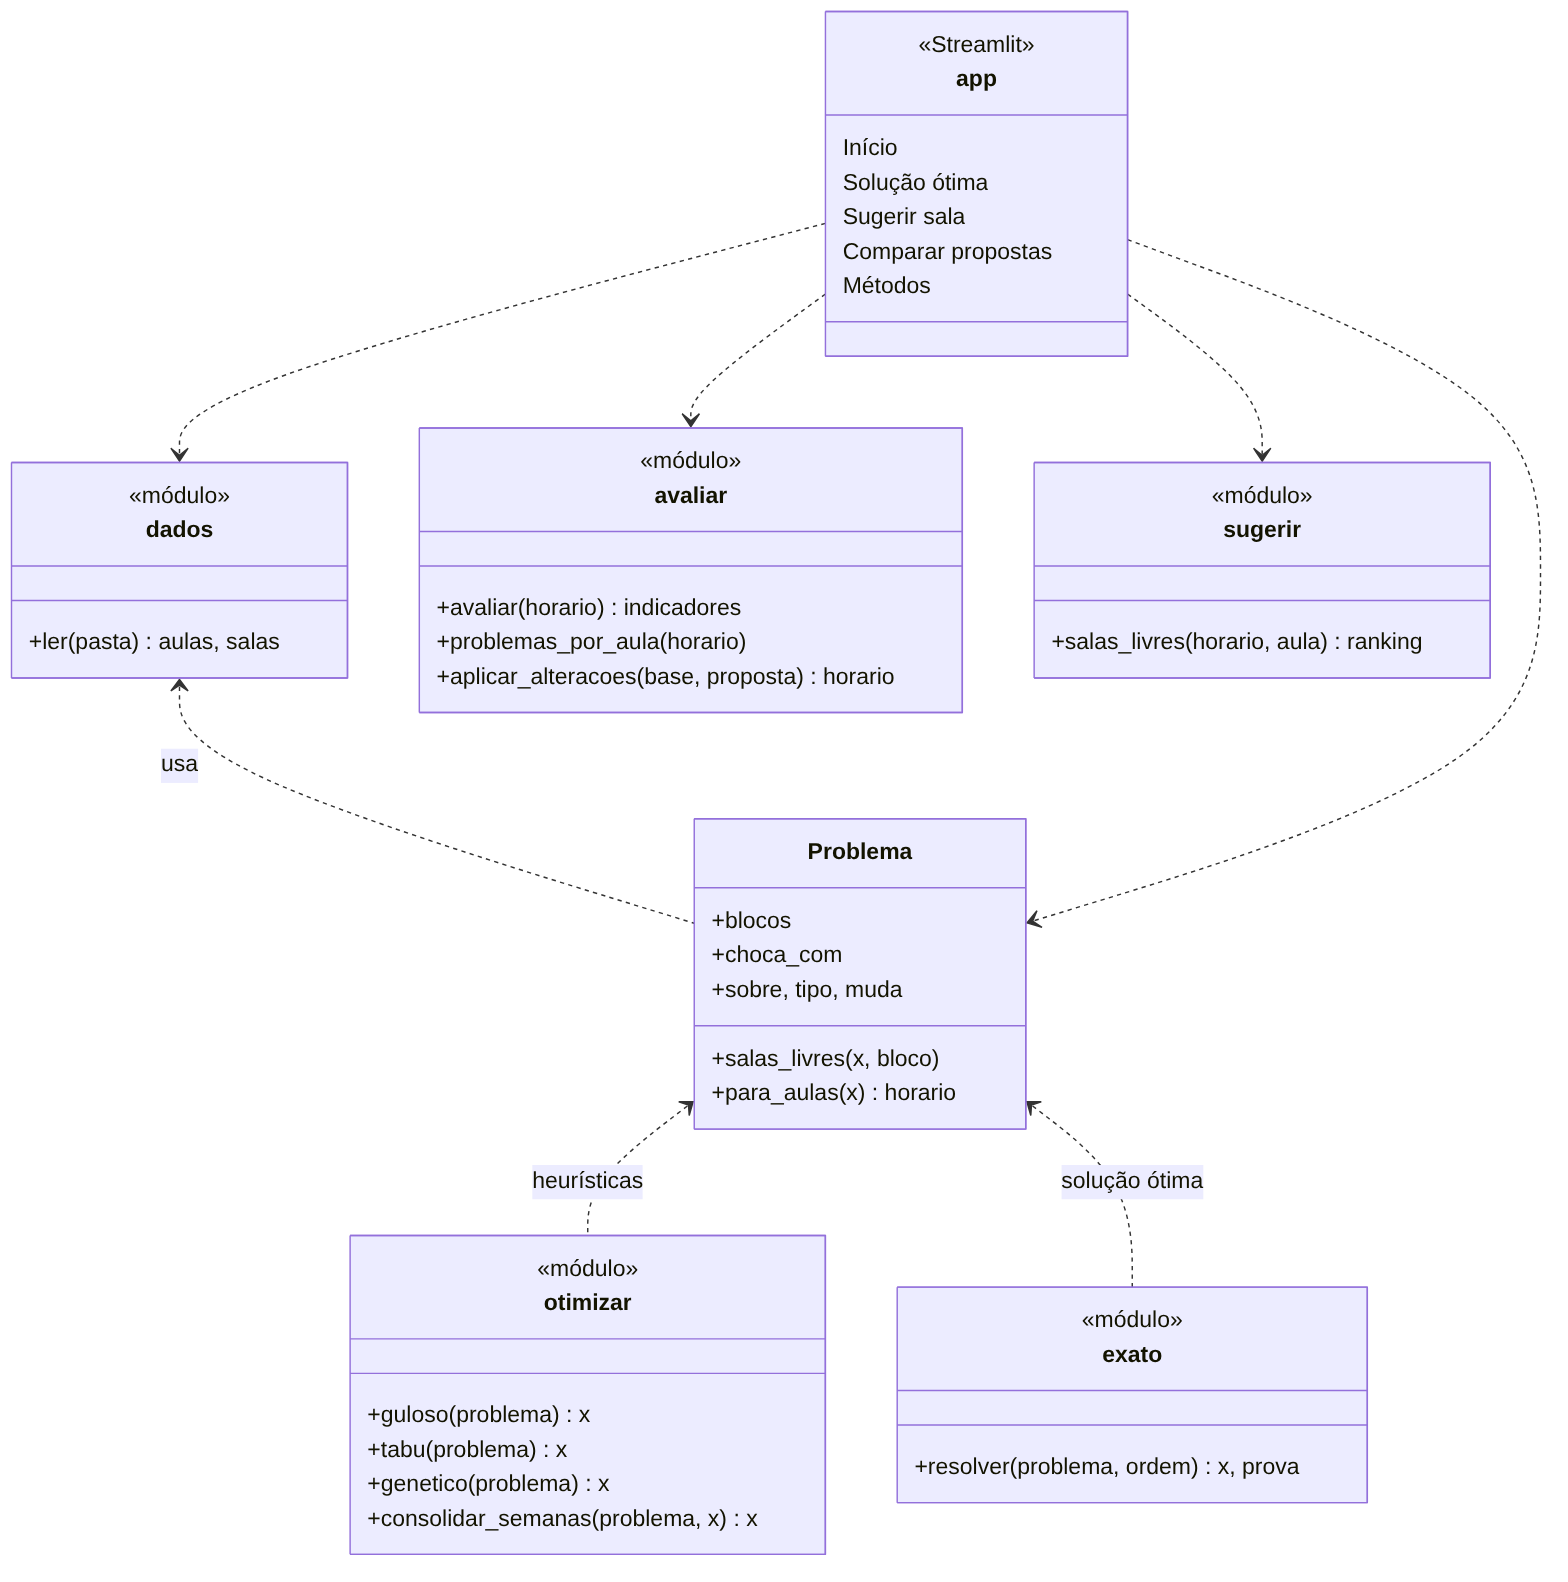 «Streamlit»
app
Início
Solução ótima
Sugerir sala
Comparar propostas
Métodos
«módulo»
dados
+ler(pasta) : aulas, salas
«módulo»
avaliar
+avaliar(horario) : indicadores
+problemas_por_aula(horario)
+aplicar_alteracoes(base, proposta) : horario
«módulo»
sugerir
+salas_livres(horario, aula) : ranking
usa
Problema
+blocos
+choca_com
+sobre, tipo, muda
+salas_livres(x, bloco)
+para_aulas(x) : horario
heurísticas
solução ótima
«módulo»
otimizar
+guloso(problema) : x
+tabu(problema) : x
+genetico(problema) : x
+consolidar_semanas(problema, x) : x
«módulo»
exato
+resolver(problema, ordem) : x, prova